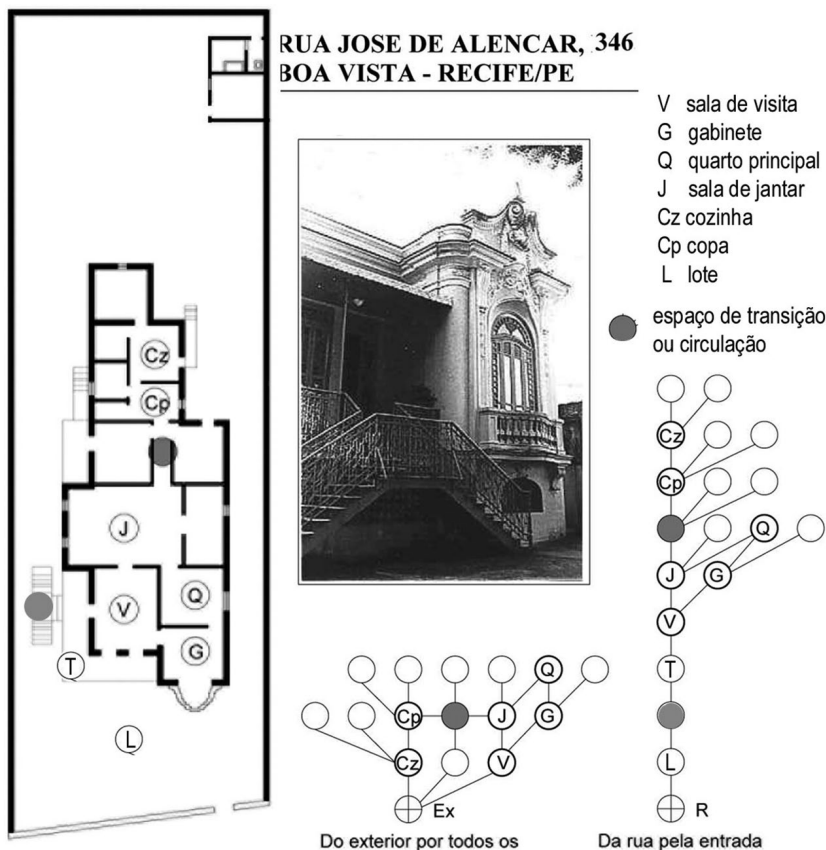 RUA JOSE DE ALENCAR, 346
BOA VISTA - RECIFE/PE
V sala de visita
G gabinete
Q quarto principal
J sala de jantar
Cz cozinha
Cp copa
L lote
espaço de transição
ou circulação
Cz
Cp
J
V
Q
G
T
L
Cz
Cp
Q
J
G
V
T
L
R
Q
Cp
J
G
Cz
V
Ex
Do exterior por todos os
Da rua pela entrada